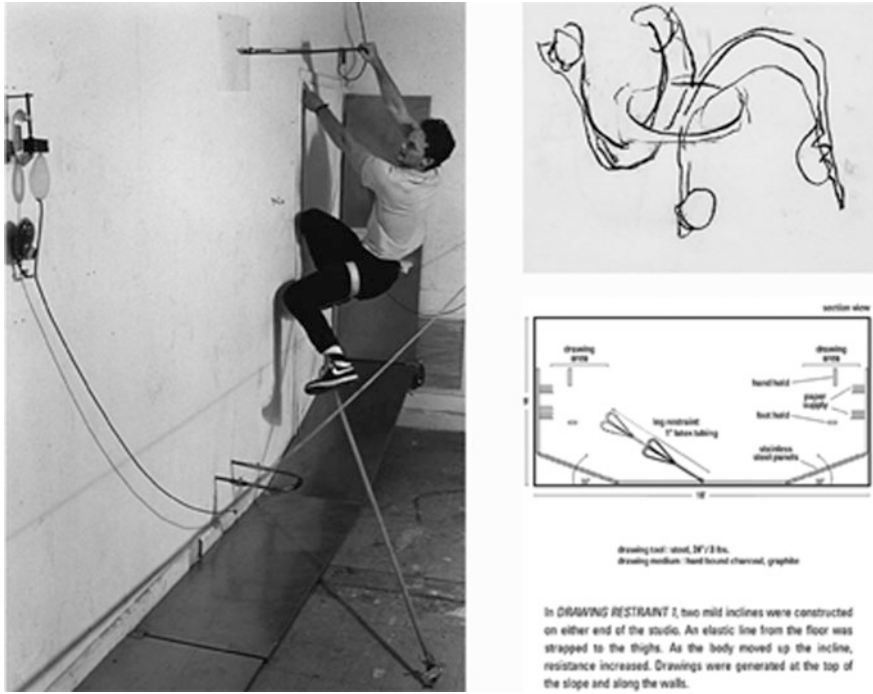 section view
drawing
area
drawing
area
hand hold
paper
supply
foot hold
leg restraint:
1" latex tubing
stainless
steel panels
drawing tool : steel, 24" / 3 lbs.
drawing medium : hard bound charcoal, graphite
In DRAWING RESTRAINT 1, two mild inclines were constructed
on either end of the studio. An elastic line from the floor was
strapped to the thighs. As the body moved up the incline,
resistance increased. Drawings were generated at the top of
the slope and along the walls.